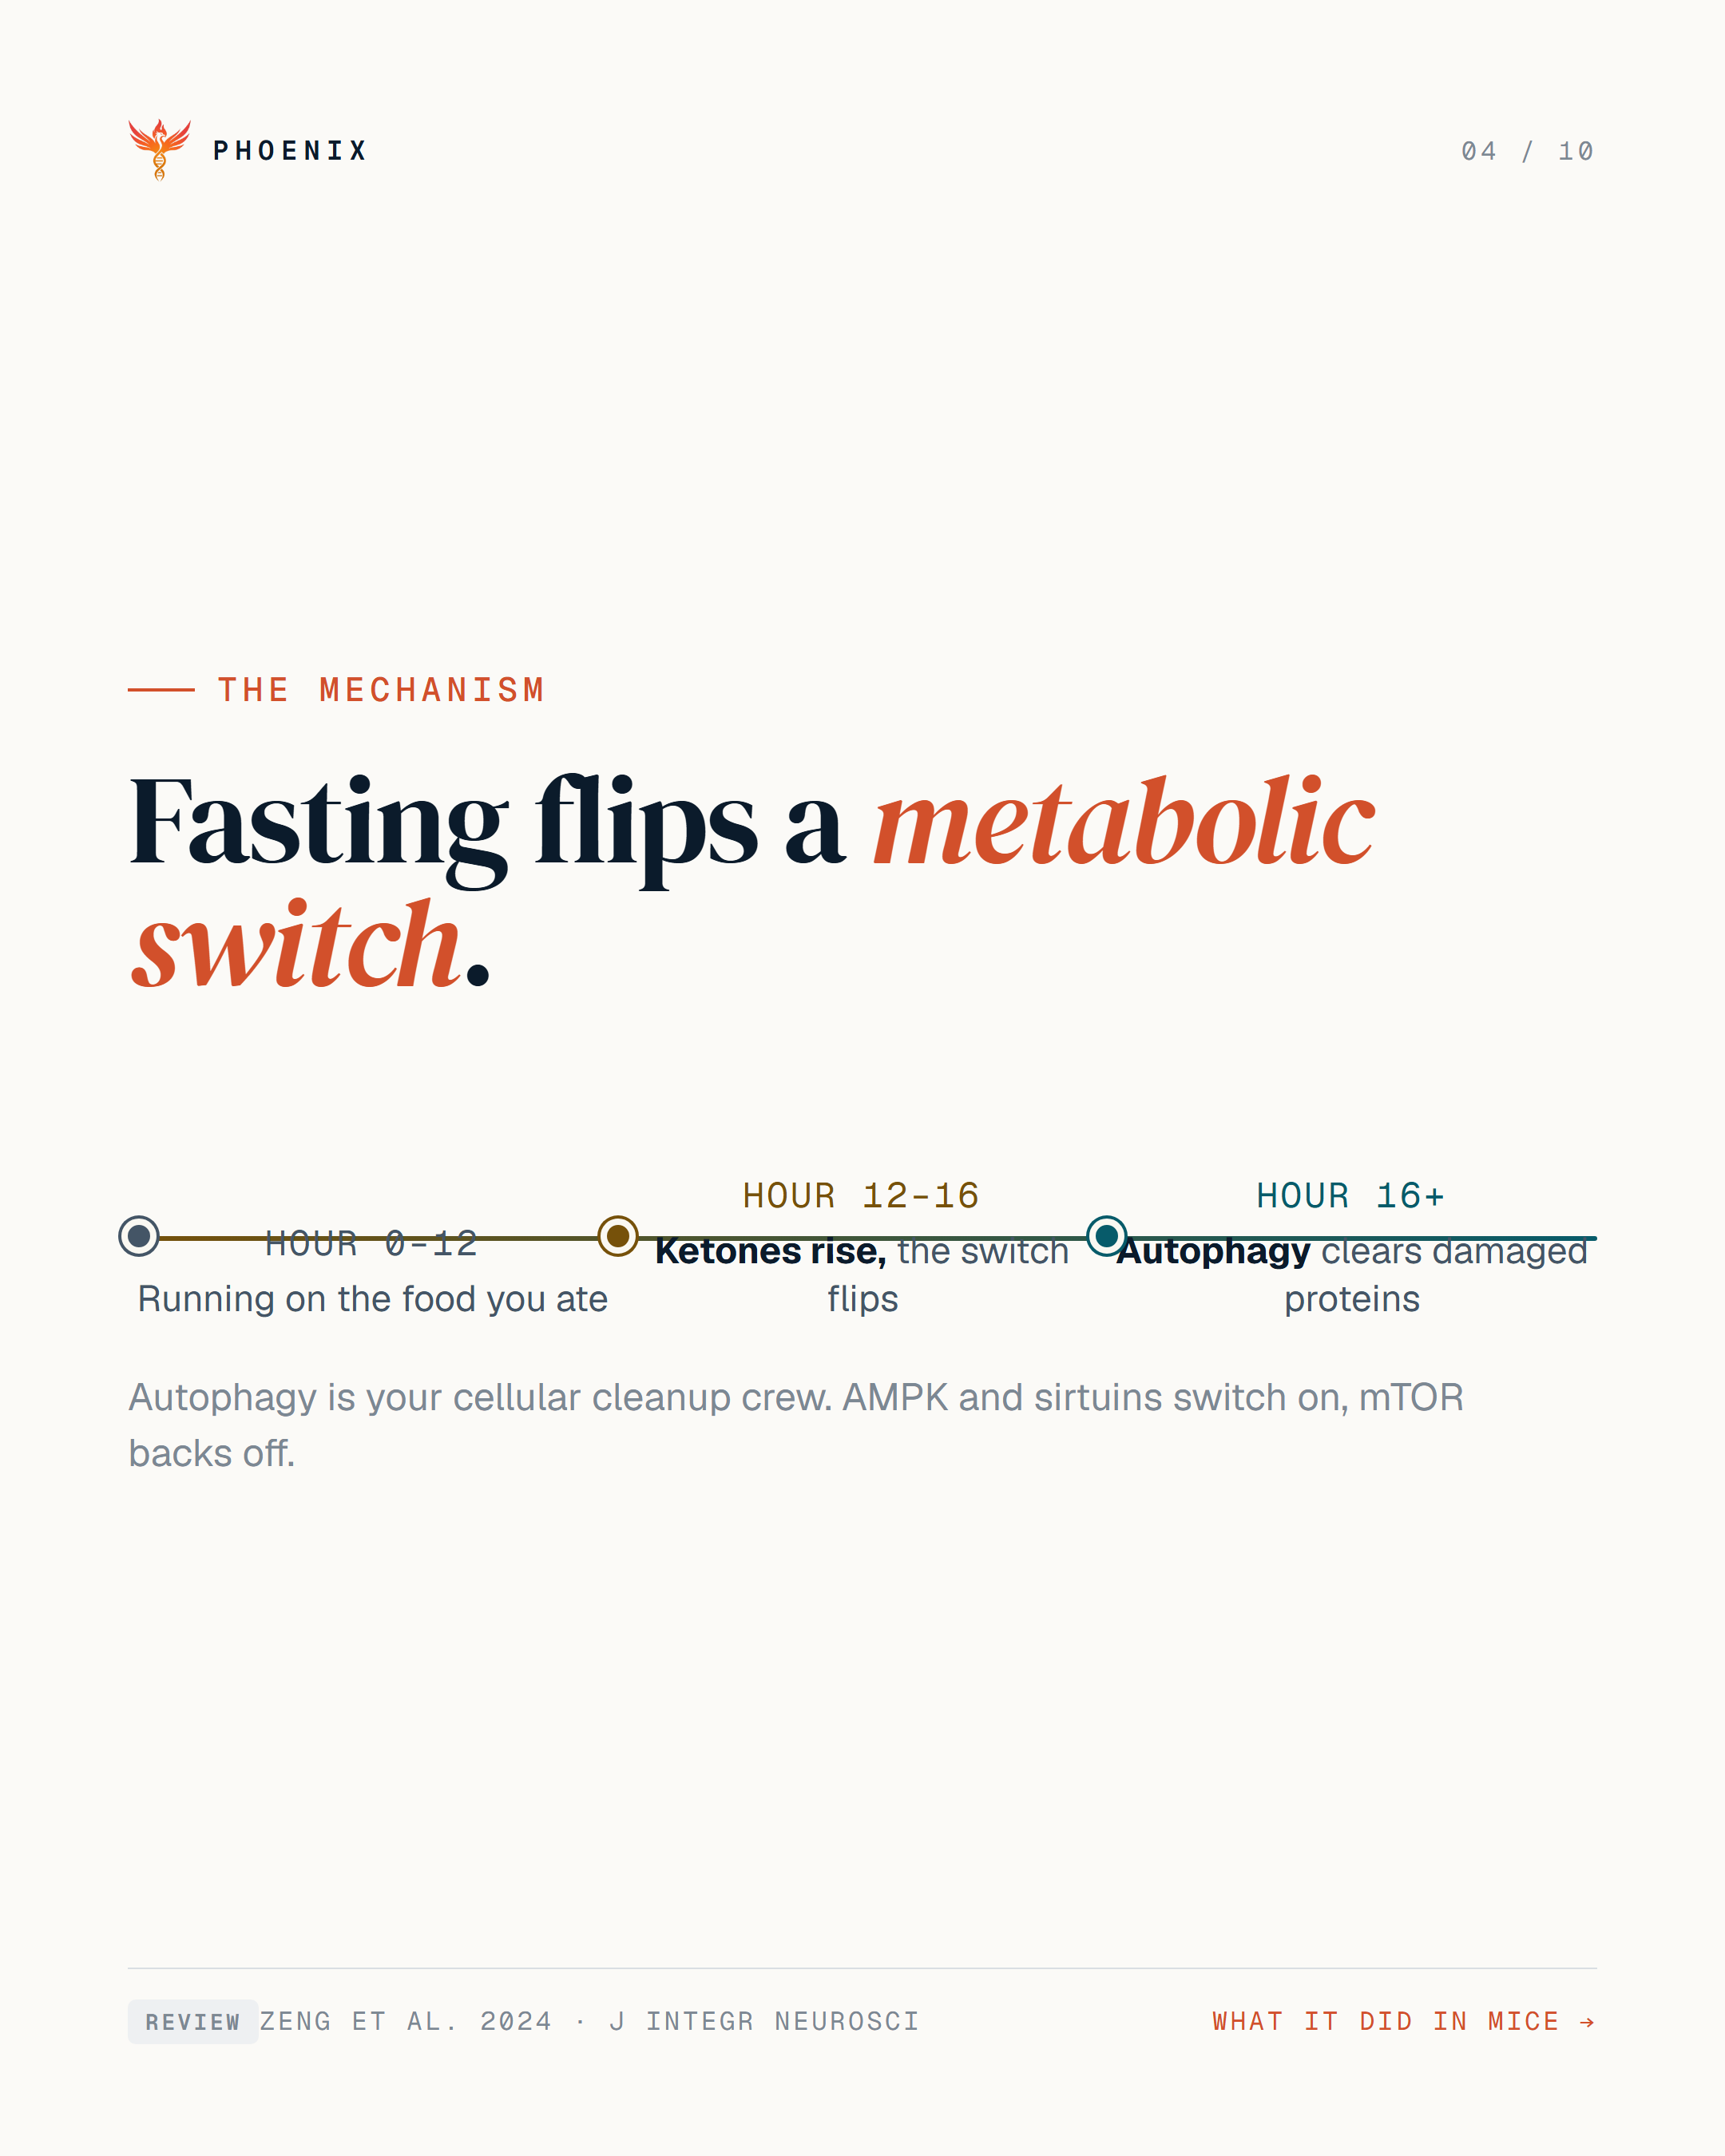 PHOENIX
04 / 10
THE MECHANISM
Fasting flips a metabolic
switch.
HOUR 0–12
Running on the food you ate
HOUR 12–16
Ketones rise, the switch
flips
HOUR 16+
Autophagy clears damaged
proteins
Autophagy is your cellular cleanup crew. AMPK and sirtuins switch on, mTOR
backs off.
REVIEW ZENG ET AL. 2024 · J INTEGR NEUROSCI
WHAT IT DID IN MICE →